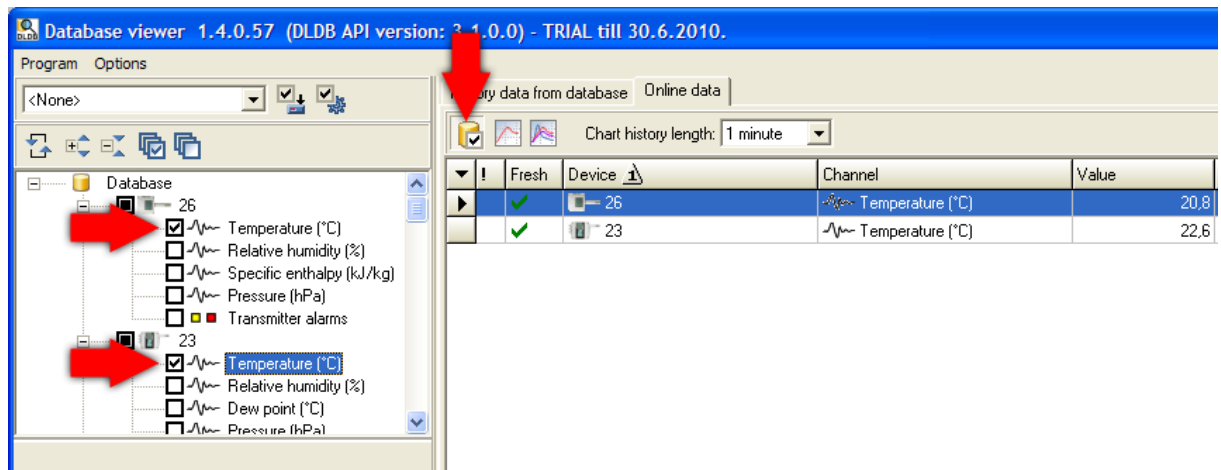 Database viewer 1.4.0.57 (DLDB API version: 3.1.0.0) - TRIAL till 30.6.2010.
Program Options
<None>
History data from database Online data
Chart history length: 1 minute
! Fresh Device 1 Channel Value
26 Temperature (°C) 20,8
23 Temperature (°C) 22,6
Database
26
Temperature (°C)
Relative humidity (%)
Specific enthalpy (kJ/kg)
Pressure (hPa)
Transmitter alarms
23
Temperature (°C)
Relative humidity (%)
Dew point (°C)
Pressure (hPa)